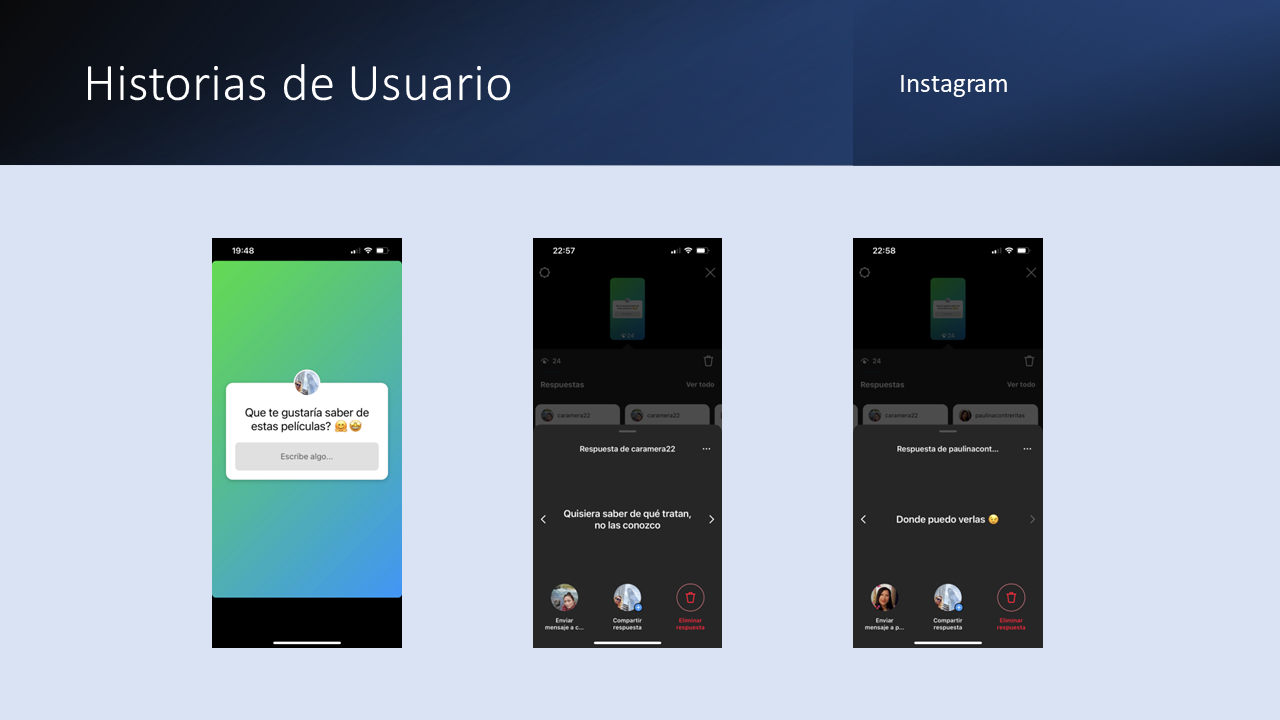 Historias de Usuario
Instagram
19:48
Que te gustaría saber de
estas películas? 🤗🤩
Escribe algo...
22:57
24
24
Respuestas
Ver todo
caramera22
caramera22
Respuesta de caramera22
...
Quisiera saber de qué tratan,
no las conozco
Enviar
mensaje a c...
Compartir
respuesta
Eliminar
respuesta
22:58
24
24
Respuestas
Ver todo
caramera22
paulinacontreritas
Respuesta de paulinacont...
...
Donde puedo verlas 😉
Enviar
mensaje a p...
Compartir
respuesta
Eliminar
respuesta